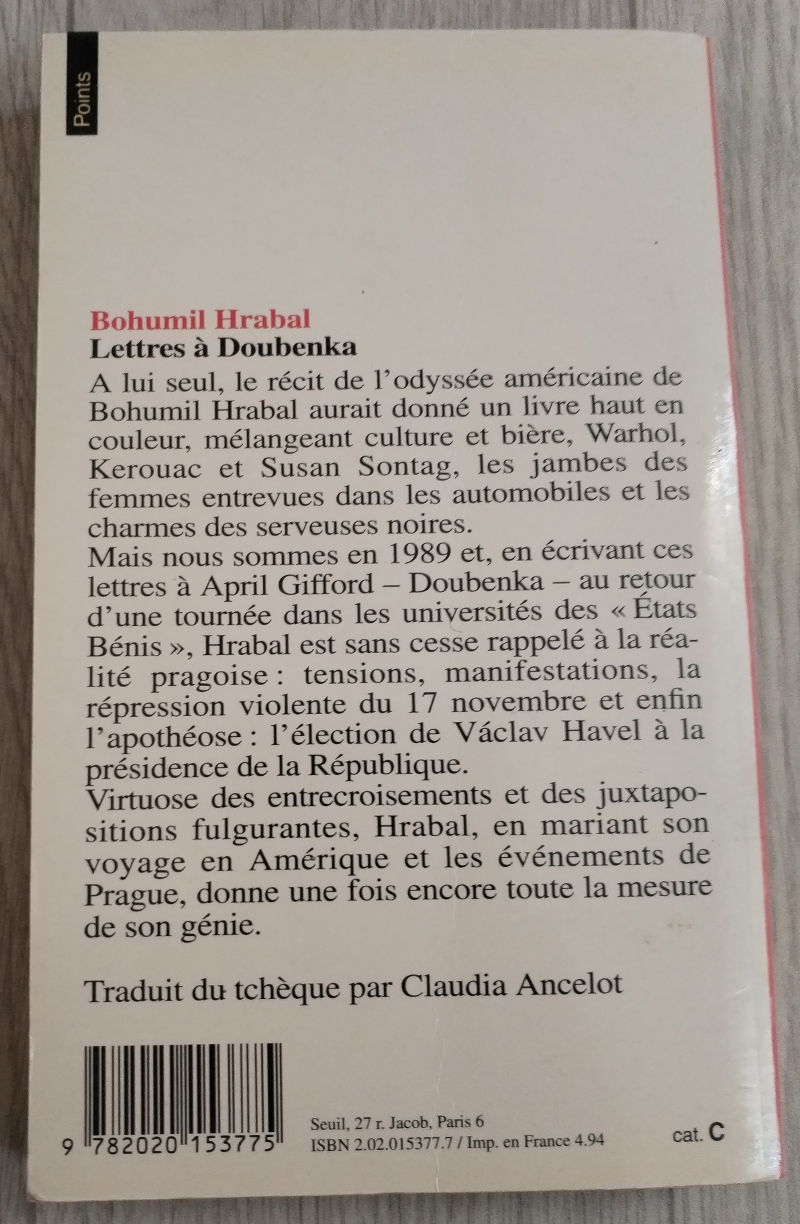 Points
Bohumil Hrabal
Lettres à Doubenka
A lui seul, le récit de l'odyssée américaine de
Bohumil Hrabal aurait donné un livre haut en
couleur, mélangeant culture et bière, Warhol,
Kerouac et Susan Sontag, les jambes des
femmes entrevues dans les automobiles et les
charmes des serveuses noires.
Mais nous sommes en 1989 et, en écrivant ces
lettres à April Gifford – Doubenka – au retour
d'une tournée dans les universités des « États
Bénis », Hrabal est sans cesse rappelé à la réa-
lité pragoise : tensions, manifestations, la
répression violente du 17 novembre et enfin
l'apothéose : l'élection de Václav Havel à la
présidence de la République.
Virtuose des entrecroisements et des juxtapo-
sitions fulgurantes, Hrabal, en mariant son
voyage en Amérique et les événements de
Prague, donne une fois encore toute la mesure
de son génie.
Traduit du tchèque par Claudia Ancelot
9 782020 153775
Seuil, 27 r. Jacob, Paris 6
ISBN 2.02.015377.7 / Imp. en France 4.94
cat. C